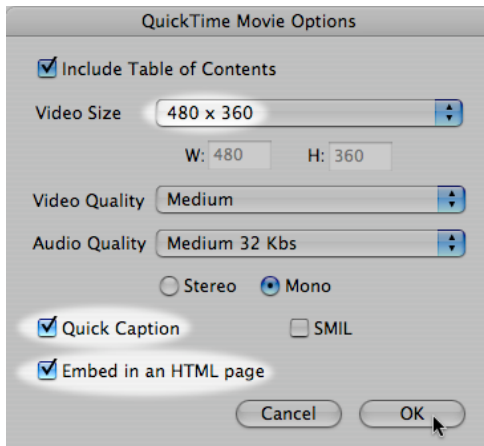 QuickTime Movie Options
Include Table of Contents
Video Size 480 x 360
W: 480 H: 360
Video Quality Medium
Audio Quality Medium 32 Kbs
Stereo Mono
Quick Caption SMIL
Embed in an HTML page
Cancel OK